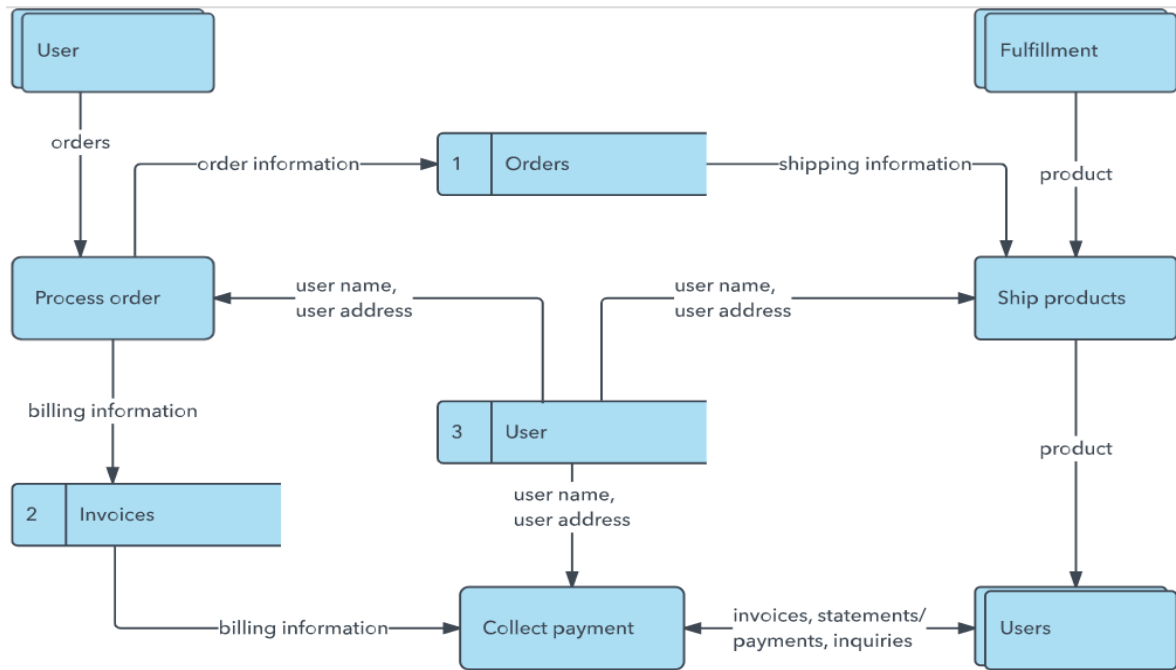 User
Fulfillment
orders
order information
1
Orders
shipping information
product
Process order
user name,
user address
user name,
user address
Ship products
billing information
3
User
product
2
Invoices
user name,
user address
billing information
Collect payment
invoices, statements/
payments, inquiries
Users